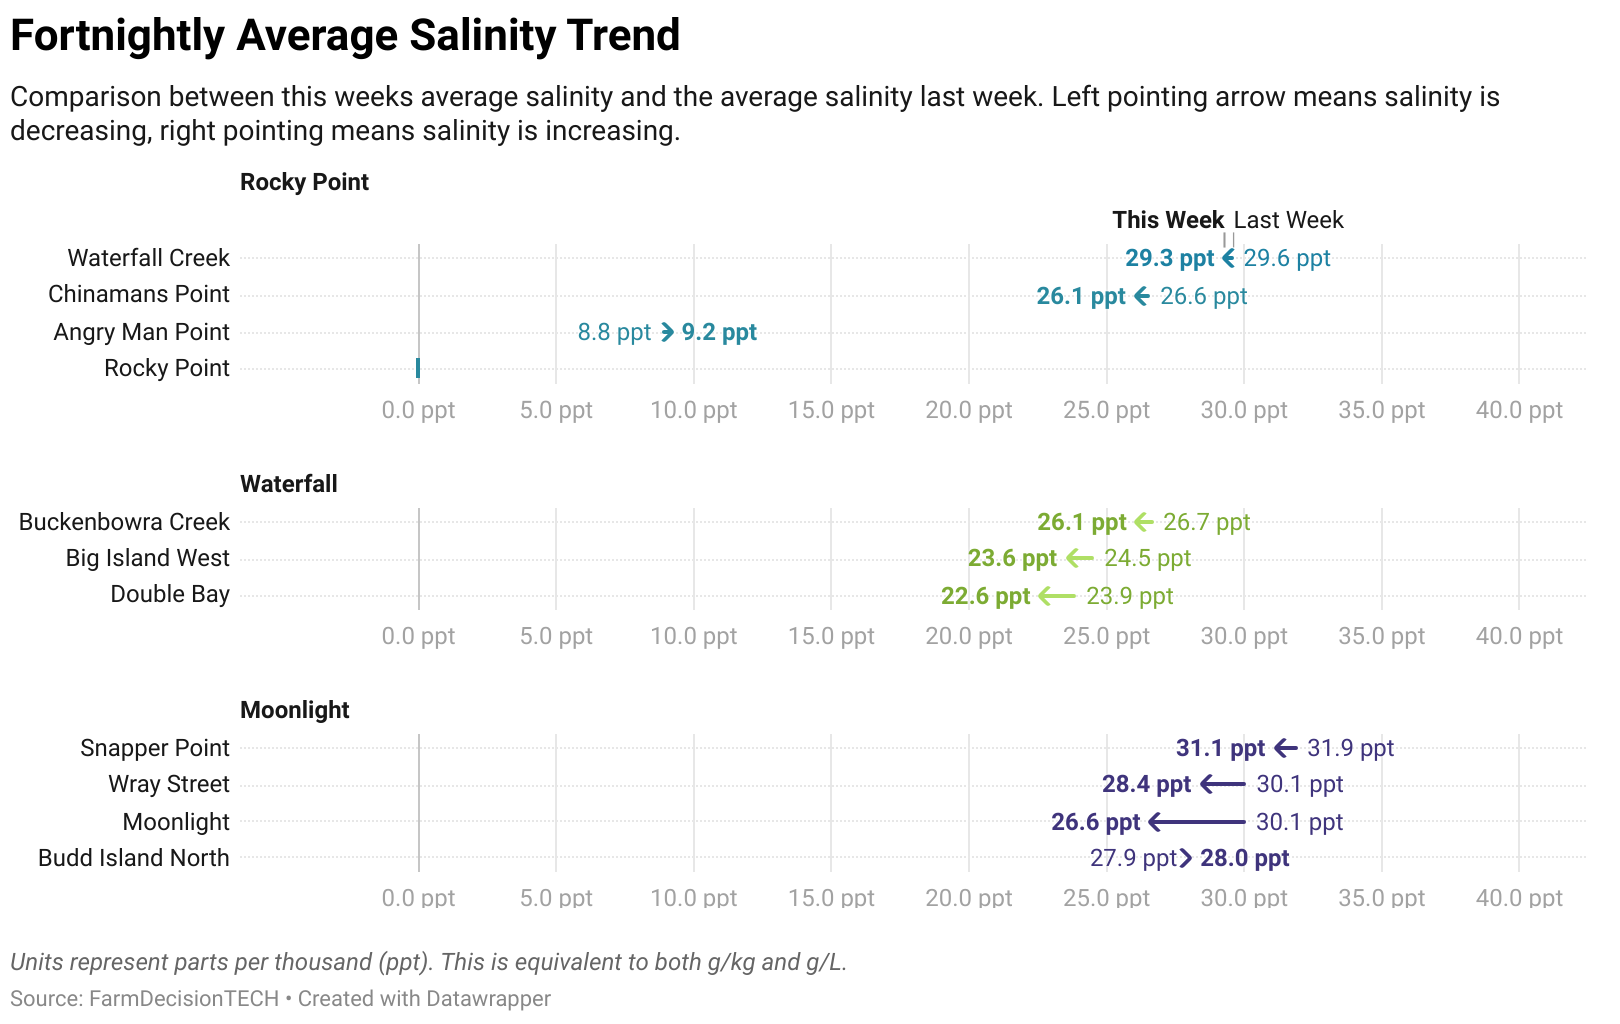 Fortnightly Average Salinity Trend
Comparison between this weeks average salinity and the average salinity last week. Left pointing arrow means salinity is
decreasing, right pointing means salinity is increasing.
Rocky Point
This Week Last Week
Waterfall Creek 29.3 ppt 29.6 ppt
Chinamans Point 26.1 ppt 26.6 ppt
Angry Man Point 8.8 ppt 9.2 ppt
Rocky Point
0.0 ppt 5.0 ppt 10.0 ppt 15.0 ppt 20.0 ppt 25.0 ppt 30.0 ppt 35.0 ppt 40.0 ppt
Waterfall
Buckenbowra Creek 26.1 ppt 26.7 ppt
Big Island West 23.6 ppt 24.5 ppt
Double Bay 22.6 ppt 23.9 ppt
0.0 ppt 5.0 ppt 10.0 ppt 15.0 ppt 20.0 ppt 25.0 ppt 30.0 ppt 35.0 ppt 40.0 ppt
Moonlight
Snapper Point 31.1 ppt 31.9 ppt
Wray Street 28.4 ppt 30.1 ppt
Moonlight 26.6 ppt 30.1 ppt
Budd Island North 27.9 ppt 28.0 ppt
0.0 ppt 5.0 ppt 10.0 ppt 15.0 ppt 20.0 ppt 25.0 ppt 30.0 ppt 35.0 ppt 40.0 ppt
Units represent parts per thousand (ppt). This is equivalent to both g/kg and g/L.
Source: FarmDecisionTECH • Created with Datawrapper